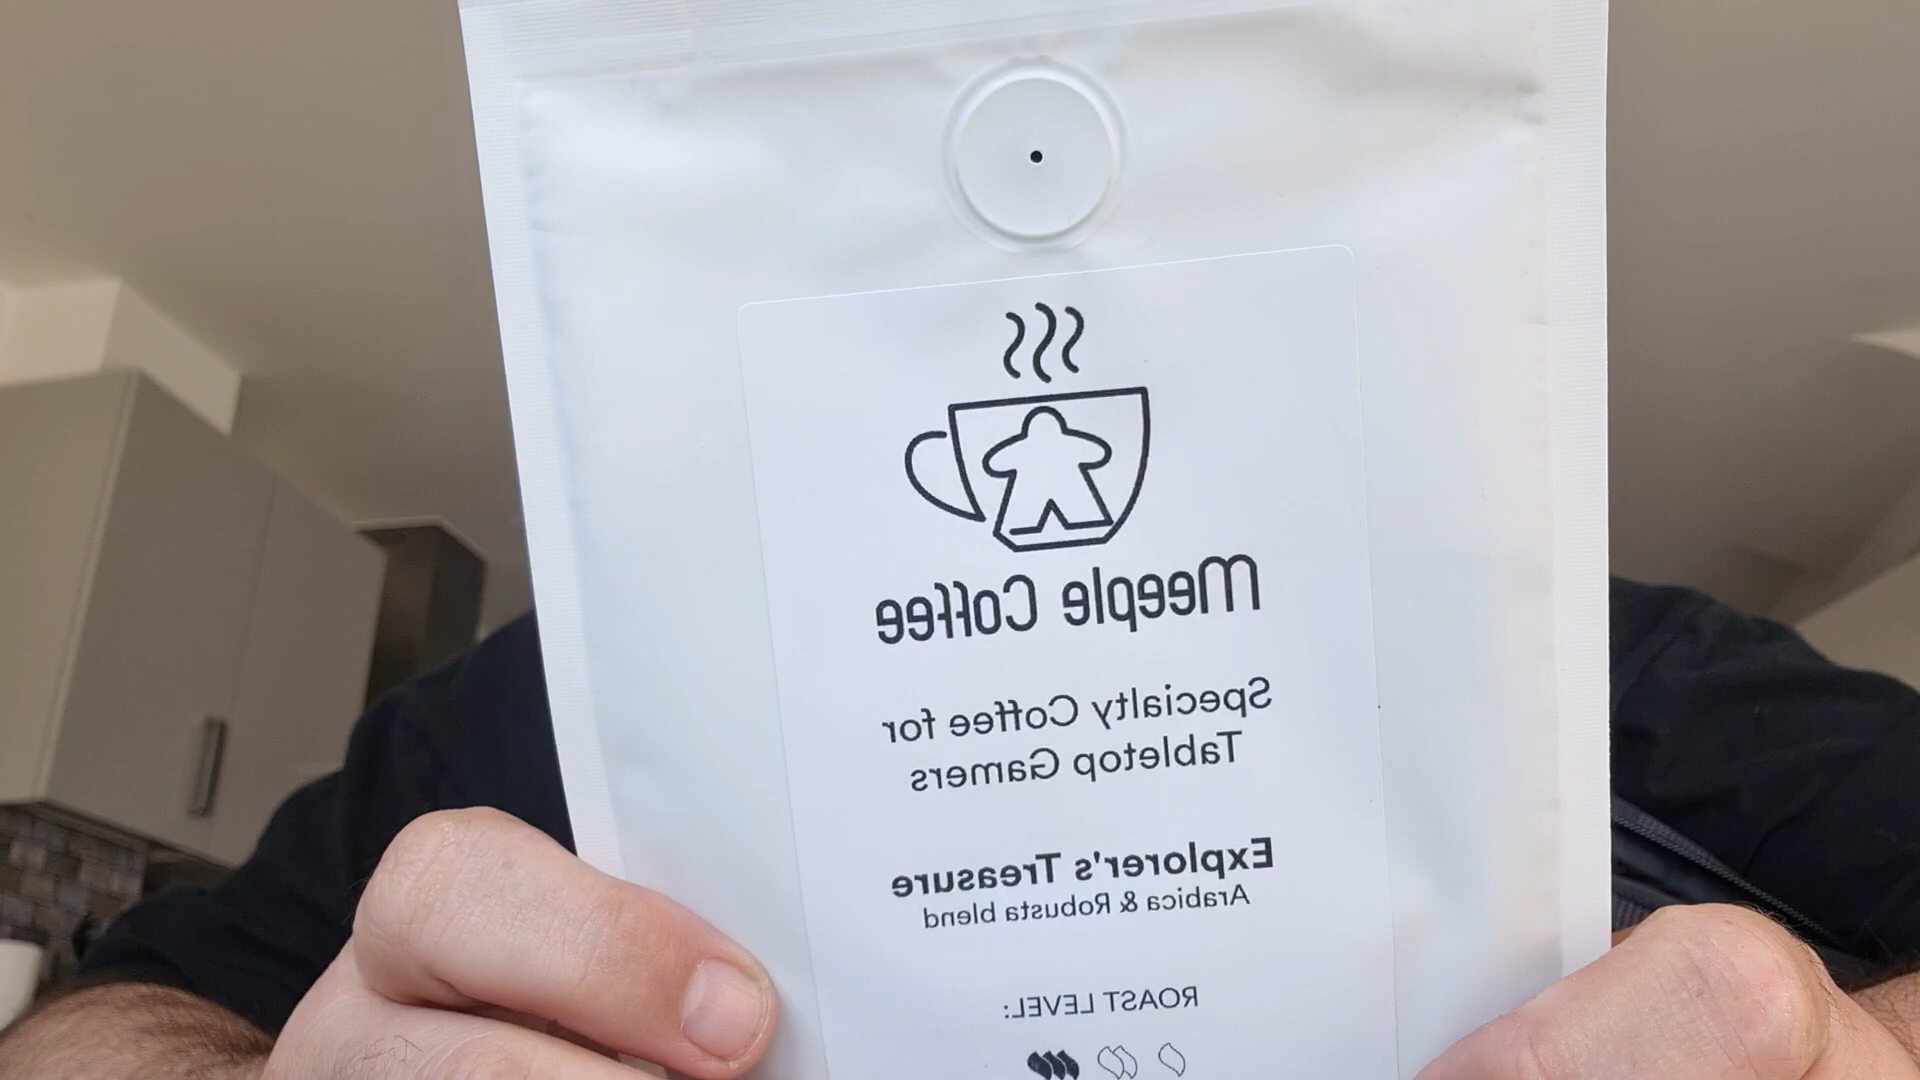 Meeple Coffee
Specialty Coffee for
Tabletop Gamers
Explorer's Treasure
Arabica & Robusta blend
ROAST LEVEL: